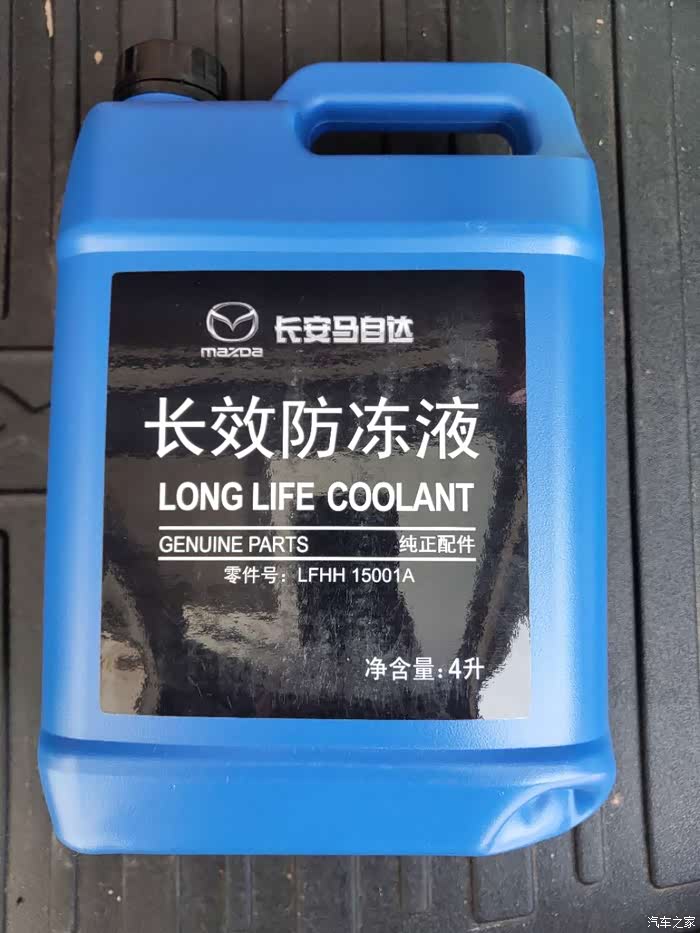 mazda 长安马自达
长效防冻液
LONG LIFE COOLANT
GENUINE PARTS 纯正配件
零件号：LFHH 15001A
净含量：4升
汽车之家